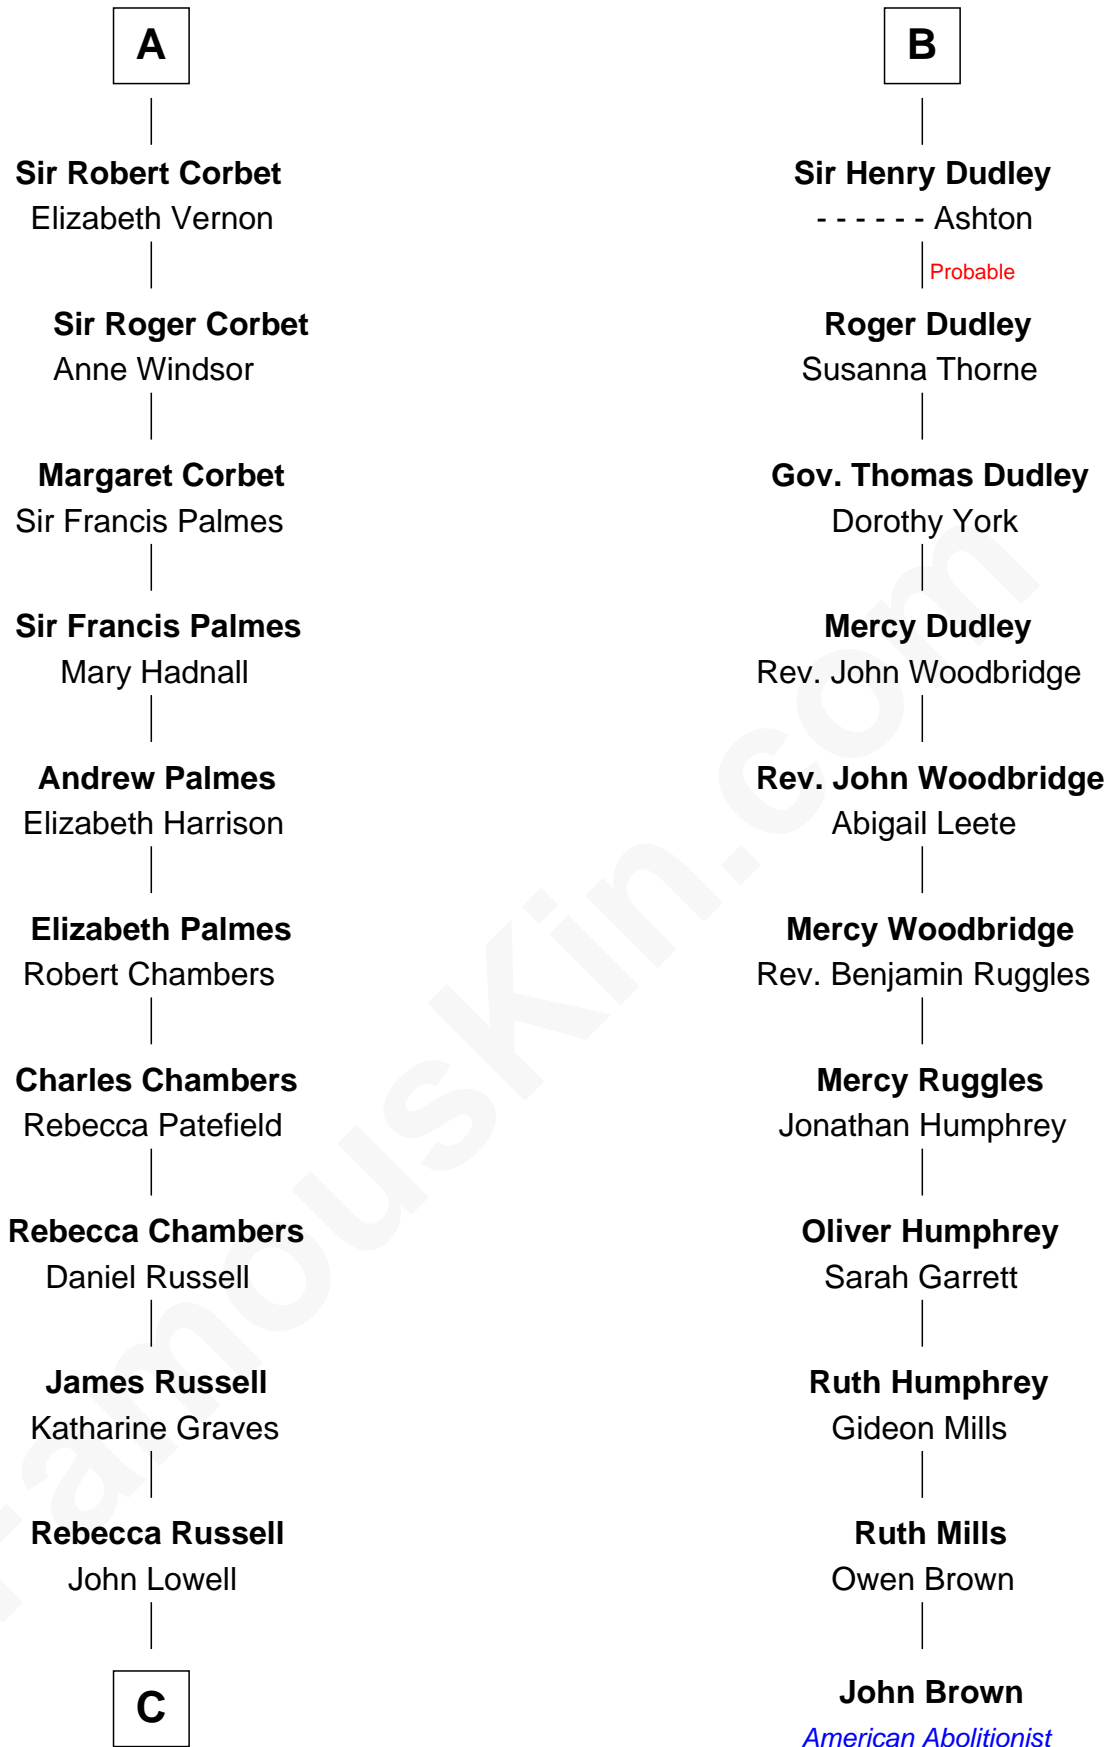 A
Sir Robert Corbet
Elizabeth Vernon
Sir Roger Corbet
Anne Windsor
Margaret Corbet
Sir Francis Palmes
Sir Francis Palmes
Mary Hadnall
Andrew Palmes
Elizabeth Harrison
Elizabeth Palmes
Robert Chambers
Charles Chambers
Rebecca Patefield
Rebecca Chambers
Daniel Russell
James Russell
Katharine Graves
Rebecca Russell
John Lowell
C
B
Sir Henry Dudley
- - - - - - Ashton
Probable
Roger Dudley
Susanna Thorne
Gov. Thomas Dudley
Dorothy York
Mercy Dudley
Rev. John Woodbridge
Rev. John Woodbridge
Abigail Leete
Mercy Woodbridge
Rev. Benjamin Ruggles
Mercy Ruggles
Jonathan Humphrey
Oliver Humphrey
Sarah Garrett
Ruth Humphrey
Gideon Mills
Ruth Mills
Owen Brown
John Brown
American Abolitionist
FamousKin.com